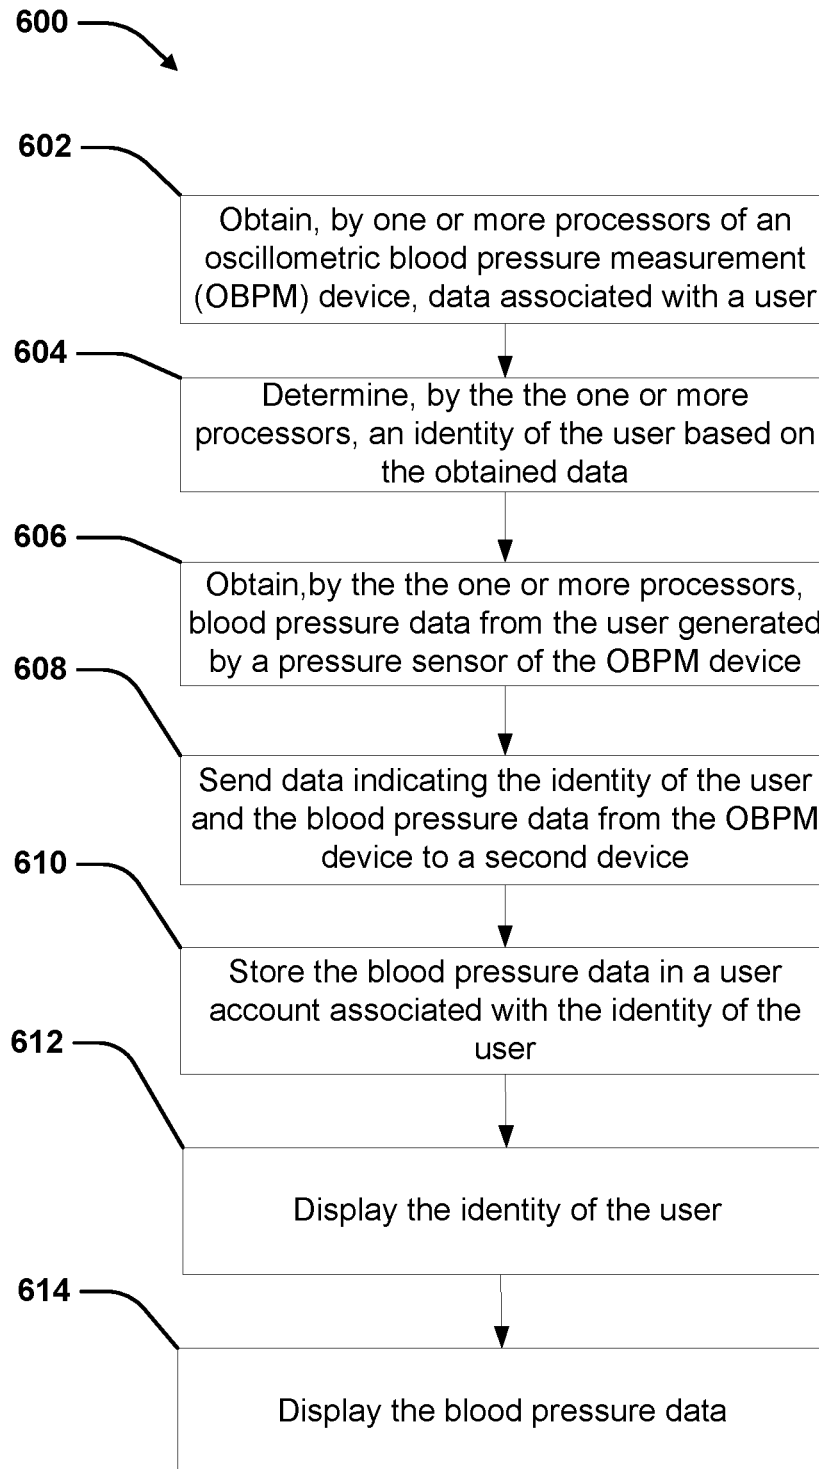 600
602
Obtain, by one or more processors of an
oscillometric blood pressure measurement
(OBPM) device, data associated with a user
604
Determine, by the the one or more
processors, an identity of the user based on
the obtained data
606
Obtain,by the the one or more processors,
blood pressure data from the user generated
by a pressure sensor of the OBPM device
608
Send data indicating the identity of the user
and the blood pressure data from the OBPM
device to a second device
610
Store the blood pressure data in a user
account associated with the identity of the
user
612
Display the identity of the user
614
Display the blood pressure data